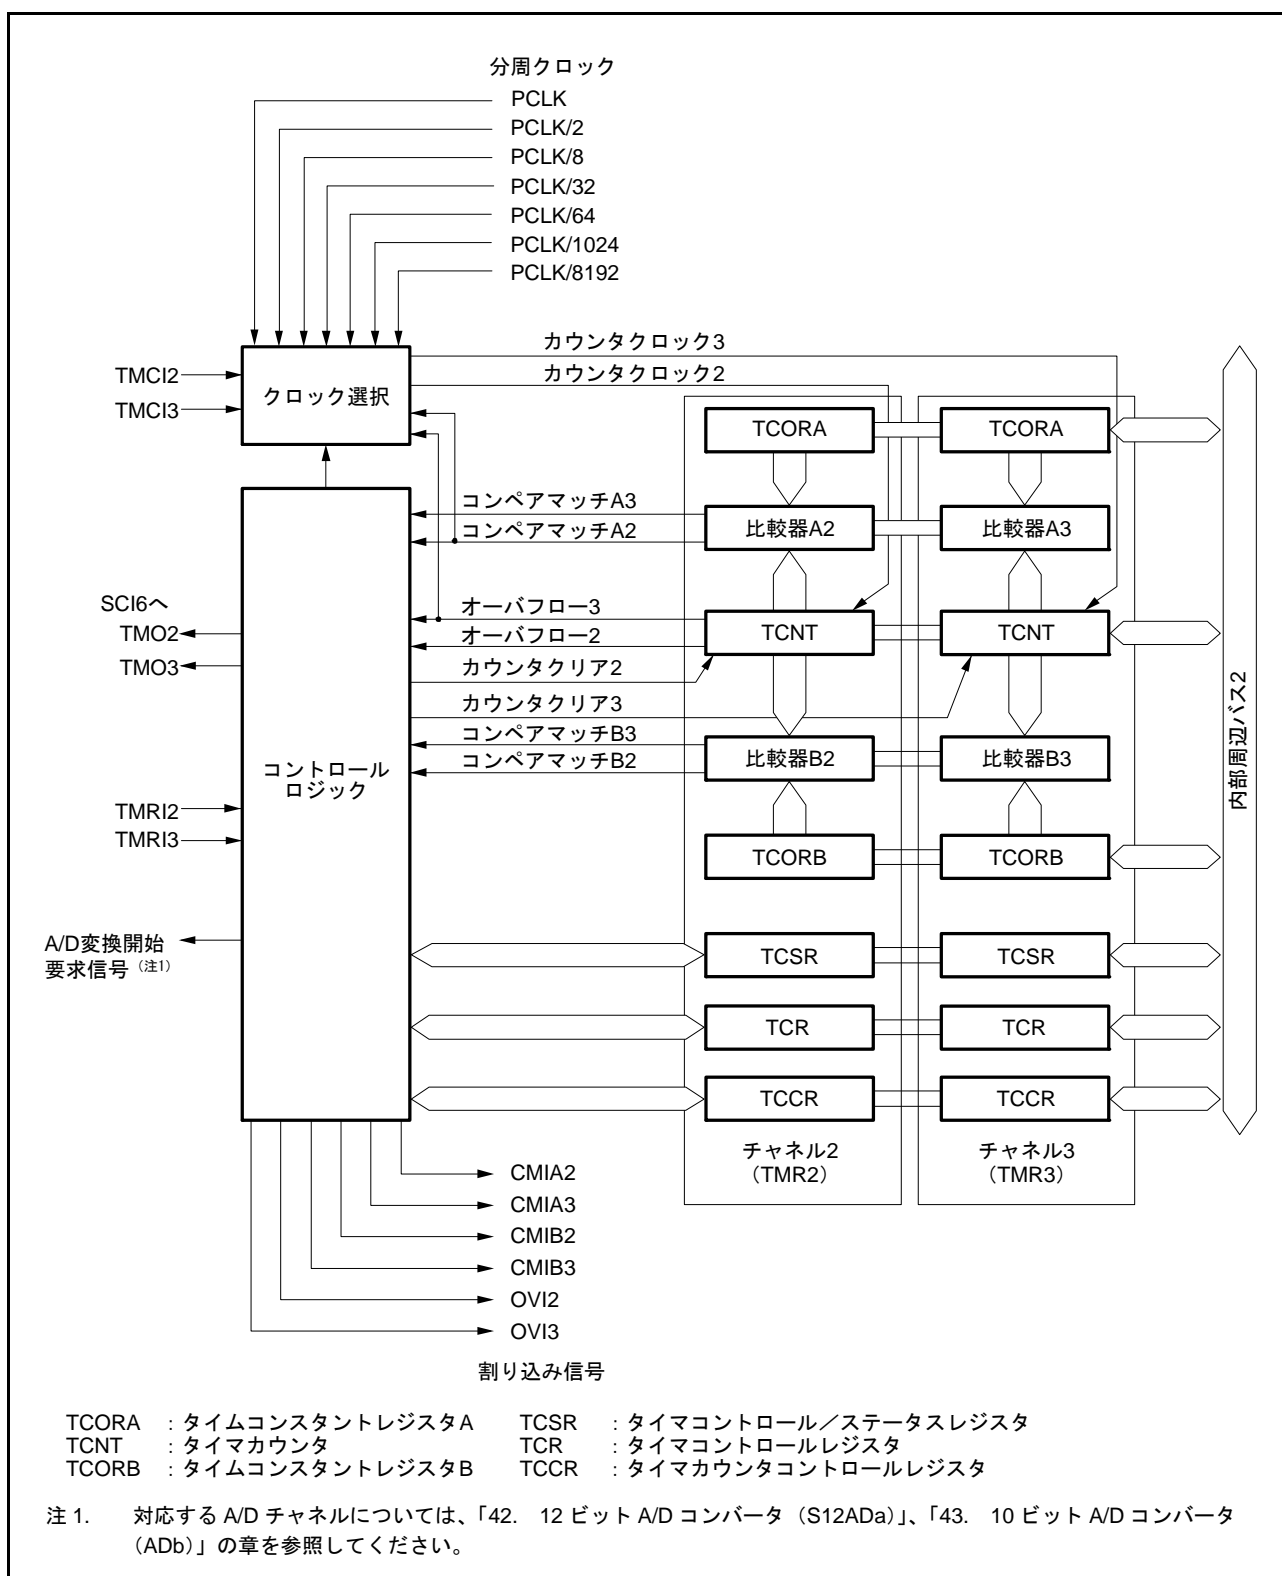 分周クロック
PCLK
PCLK/2
PCLK/8
PCLK/32
PCLK/64
PCLK/1024
PCLK/8192
カウンタクロック3
カウンタクロック2
TMCI2
TMCI3
クロック選択
TCORA
TCORA
コンペアマッチA3
コンペアマッチA2
比較器A2
比較器A3
SCI6へ
TMO2
TMO3
オーバフロー3
オーバフロー2
カウンタクリア2
カウンタクリア3
TCNT
TCNT
コンペアマッチB3
コンペアマッチB2
比較器B2
比較器B3
内部周辺バス2
コントロール
ロジック
TMRI2
TMRI3
TCORB
TCORB
A/D変換開始
要求信号（注1）
TCSR
TCSR
TCR
TCR
TCCR
TCCR
チャネル2
（TMR2）
チャネル3
（TMR3）
CMIA2
CMIA3
CMIB2
CMIB3
OVI2
OVI3
割り込み信号
TCORA ：タイムコンスタントレジスタA TCSR ：タイマコントロール／ステータスレジスタ
TCNT ：タイマカウンタ TCR ：タイマコントロールレジスタ
TCORB ：タイムコンスタントレジスタB TCCR ：タイマカウンタコントロールレジスタ
注 1. 対応する A/D チャネルについては、「42. 12 ビット A/D コンバータ（S12ADa）」、「43. 10 ビット A/D コンバータ
（ADb）」の章を参照してください。